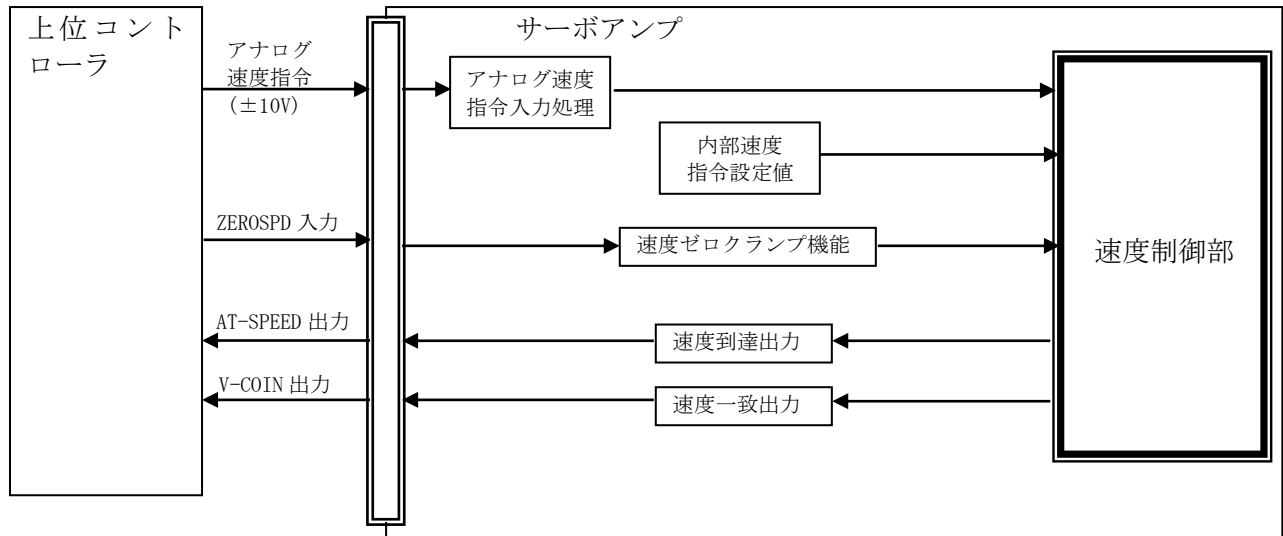 上位コント
ローラ
サーボアンプ
アナログ
速度指令
(±10V)
アナログ速度
指令入力処理
内部速度
指令設定値
ZEROSPD 入力
速度ゼロクランプ機能
速度制御部
AT-SPEED 出力
速度到達出力
V-COIN 出力
速度一致出力